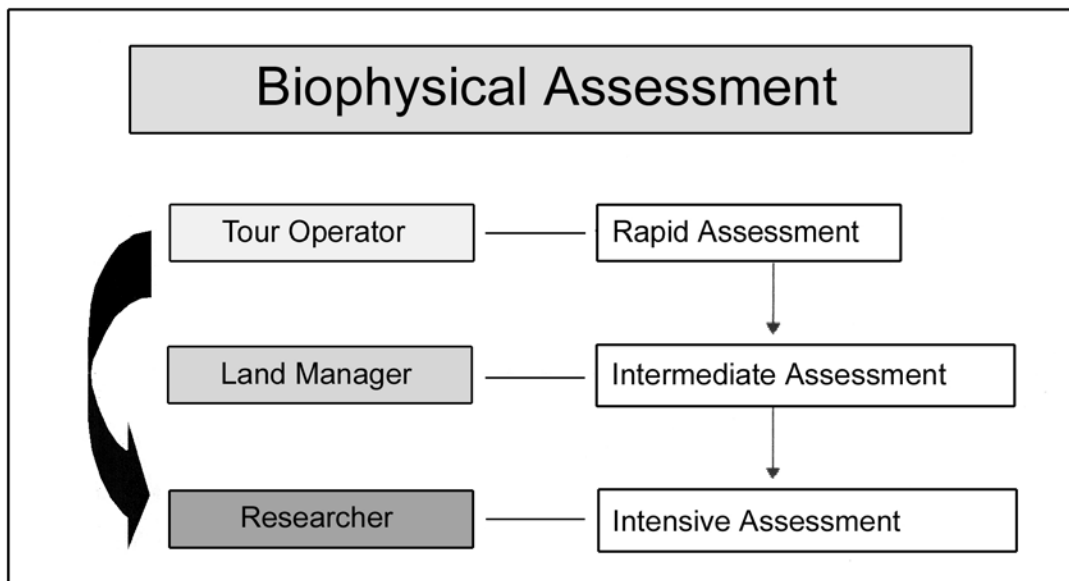 Biophysical Assessment
Tour Operator
Rapid Assessment
Land Manager
Intermediate Assessment
Researcher
Intensive Assessment